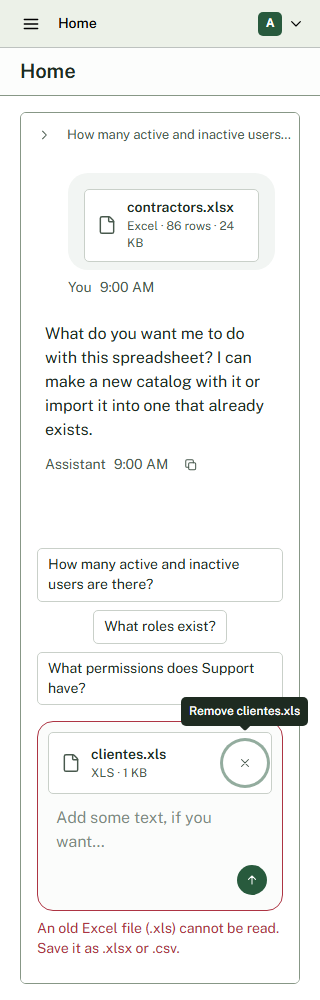 Home
A
Home
How many active and inactive users...
contractors.xlsx
Excel · 86 rows · 24
KB
You 9:00 AM
What do you want me to do
with this spreadsheet? I can
make a new catalog with it or
import it into one that already
exists.
Assistant 9:00 AM
How many active and inactive
users are there?
What roles exist?
What permissions does Support
have?
Remove clientes.xls
clientes.xls
XLS · 1 KB
Add some text, if you
want...
An old Excel file (.xls) cannot be read.
Save it as .xlsx or .csv.